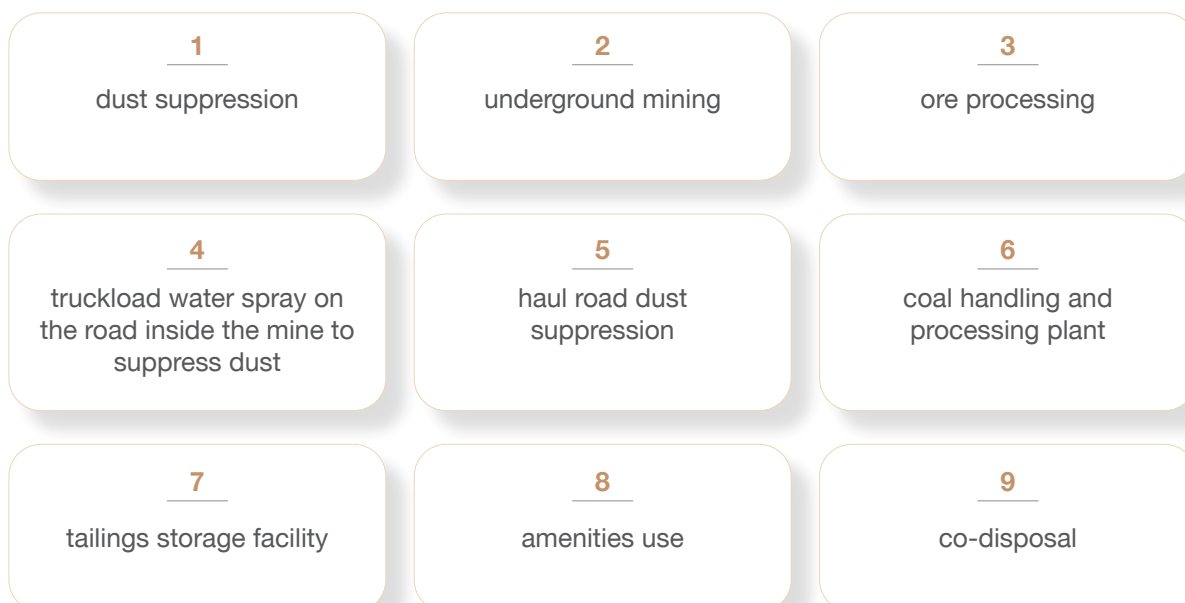 1
dust suppression
2
underground mining
3
ore processing
4
truckload water spray on
the road inside the mine to
suppress dust
5
haul road dust
suppression
6
coal handling and
processing plant
7
tailings storage facility
8
amenities use
9
co-disposal